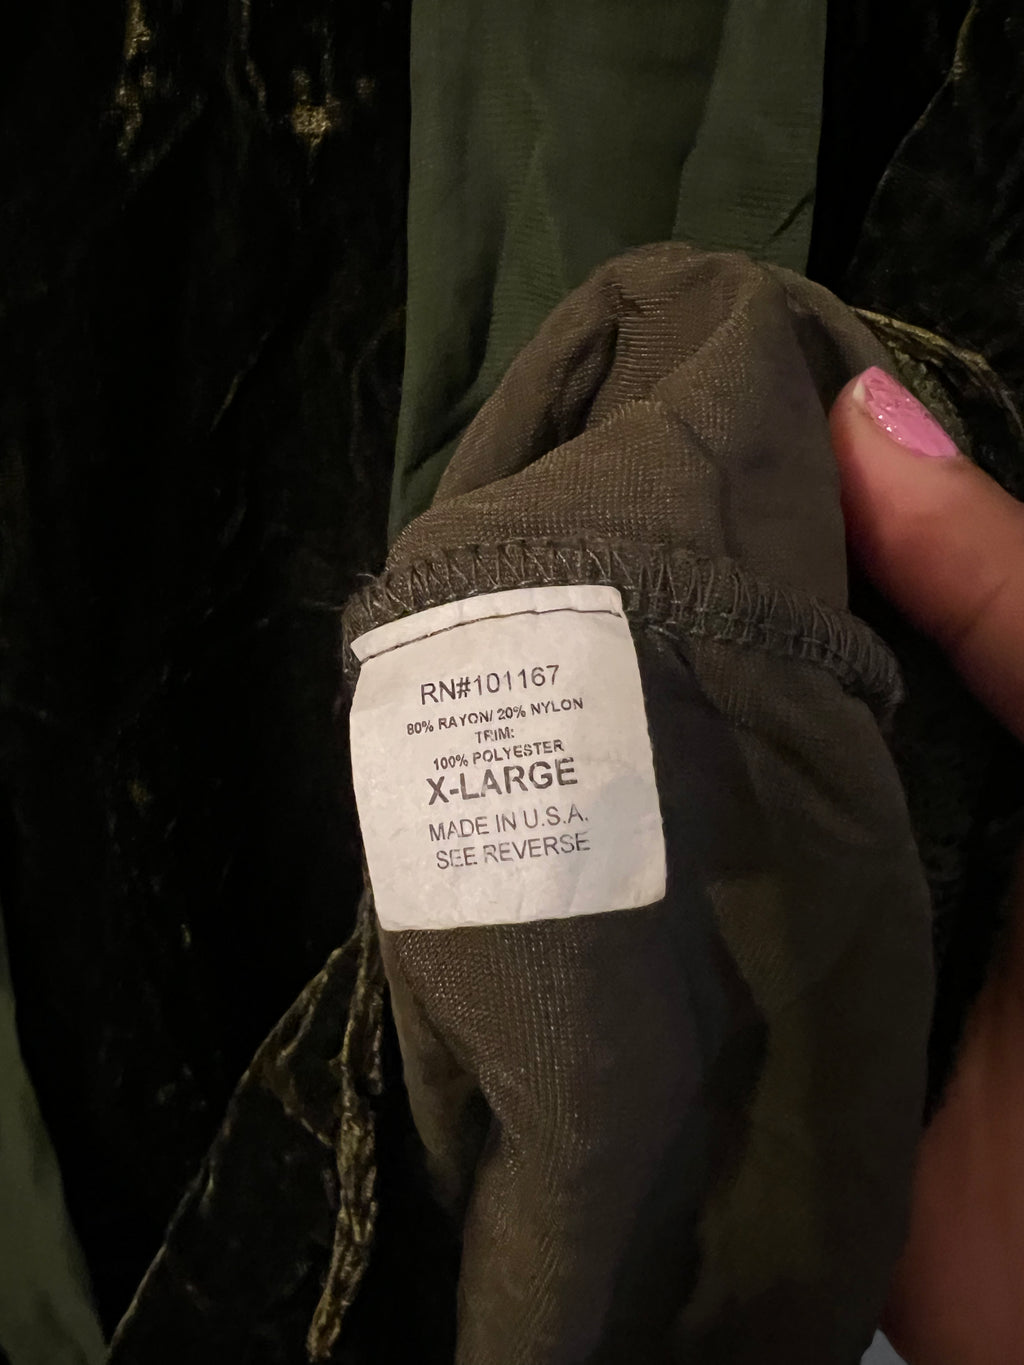 RN#101167
80% RAYON/ 20% NYLON
TRIM:
100% POLYESTER
X-LARGE
MADE IN U.S.A.
SEE REVERSE